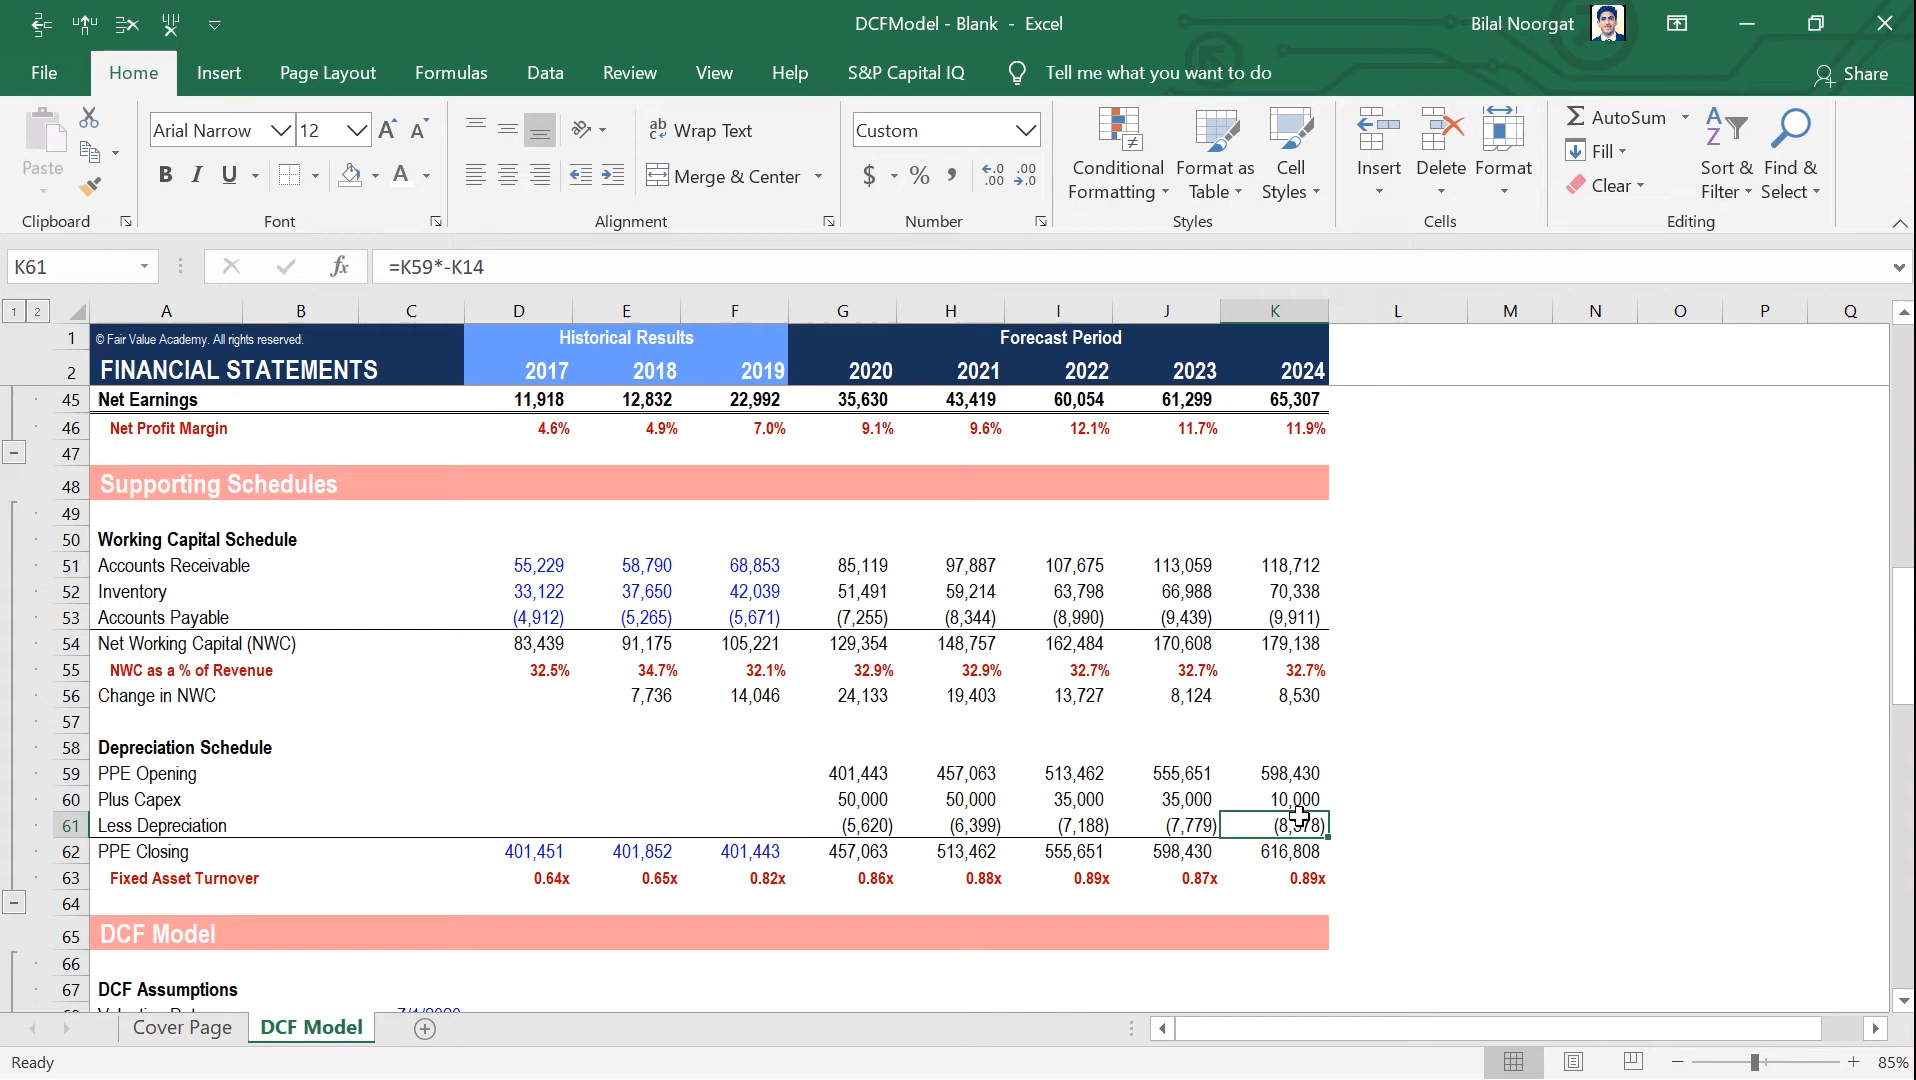 DCFModel - Blank - Excel
Bilal Noorgat
File Home Insert Page Layout Formulas Data Review View Help S&P Capital IQ Tell me what you want to do Share
Paste
Arial Narrow 12
Wrap Text
Merge & Center
Custom
Conditional Formatting
Format as Table
Cell Styles
Insert Delete Format
AutoSum
Fill
Clear
Sort & Filter
Find & Select
Clipboard Font Alignment Number Styles Cells Editing
K61 fx =K59*-K14
1 2 A B C D E F G H I J K L M N O P Q
1 © Fair Value Academy. All rights reserved. Historical Results Forecast Period
2 FINANCIAL STATEMENTS 2017 2018 2019 2020 2021 2022 2023 2024
45 Net Earnings 11,918 12,832 22,992 35,630 43,419 60,054 61,299 65,307
46 Net Profit Margin 4.6% 4.9% 7.0% 9.1% 9.6% 12.1% 11.7% 11.9%
47
48 Supporting Schedules
49
50 Working Capital Schedule
51 Accounts Receivable 55,229 58,790 68,853 85,119 97,887 107,675 113,059 118,712
52 Inventory 33,122 37,650 42,039 51,491 59,214 63,798 66,988 70,338
53 Accounts Payable (4,912) (5,265) (5,671) (7,255) (8,344) (8,990) (9,439) (9,911)
54 Net Working Capital (NWC) 83,439 91,175 105,221 129,354 148,757 162,484 170,608 179,138
55 NWC as a % of Revenue 32.5% 34.7% 32.1% 32.9% 32.9% 32.7% 32.7% 32.7%
56 Change in NWC 7,736 14,046 24,133 19,403 13,727 8,124 8,530
57
58 Depreciation Schedule
59 PPE Opening 401,443 457,063 513,462 555,651 598,430
60 Plus Capex 50,000 50,000 35,000 35,000 10,000
61 Less Depreciation (5,620) (6,399) (7,188) (7,779)
62 PPE Closing 401,451 401,852 401,443 457,063 513,462 555,651 598,430 616,808
63 Fixed Asset Turnover 0.64x 0.65x 0.82x 0.86x 0.88x 0.89x 0.87x 0.89x
64
65 DCF Model
66
67 DCF Assumptions
Cover Page DCF Model
Ready 85%